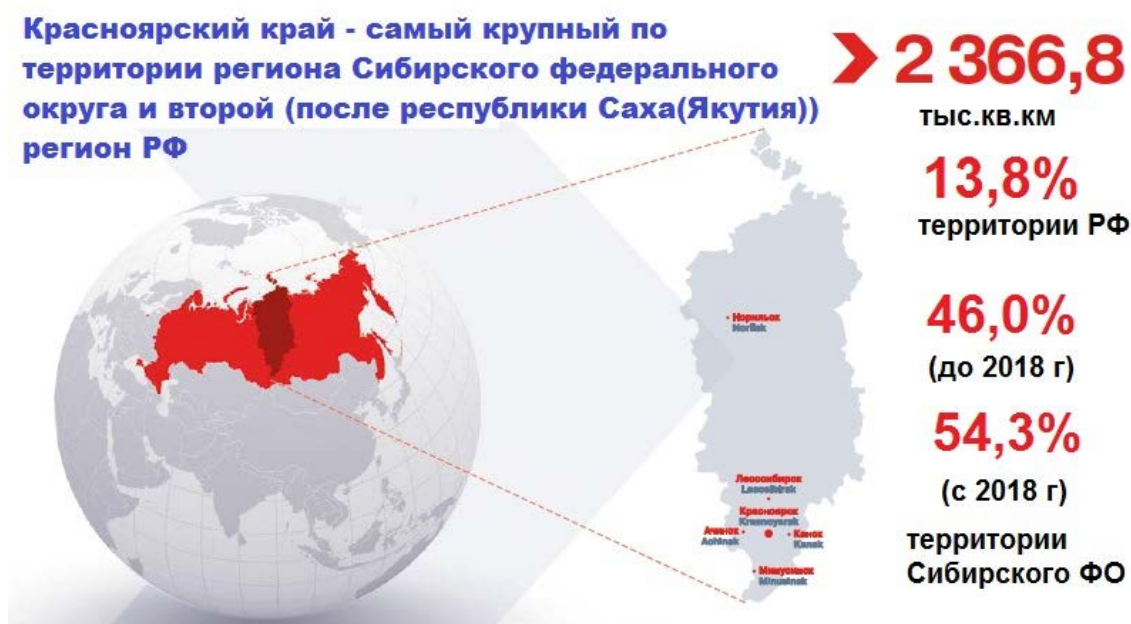 Красноярский край - самый крупный по
территории региона Сибирского федерального
округа и второй (после республики Саха(Якутия))
регион РФ
2 366,8
тыс.кв.км
13,8%
территории РФ
46,0%
(до 2018 г)
54,3%
(с 2018 г)
территории
Сибирского ФО
Норильск
Norilsk
Лесосибирск
Lesosibirsk
Красноярск
Krasnoyarsk
Ачинск
Achinsk
Канск
Kansk
Минусинск
Minusinsk